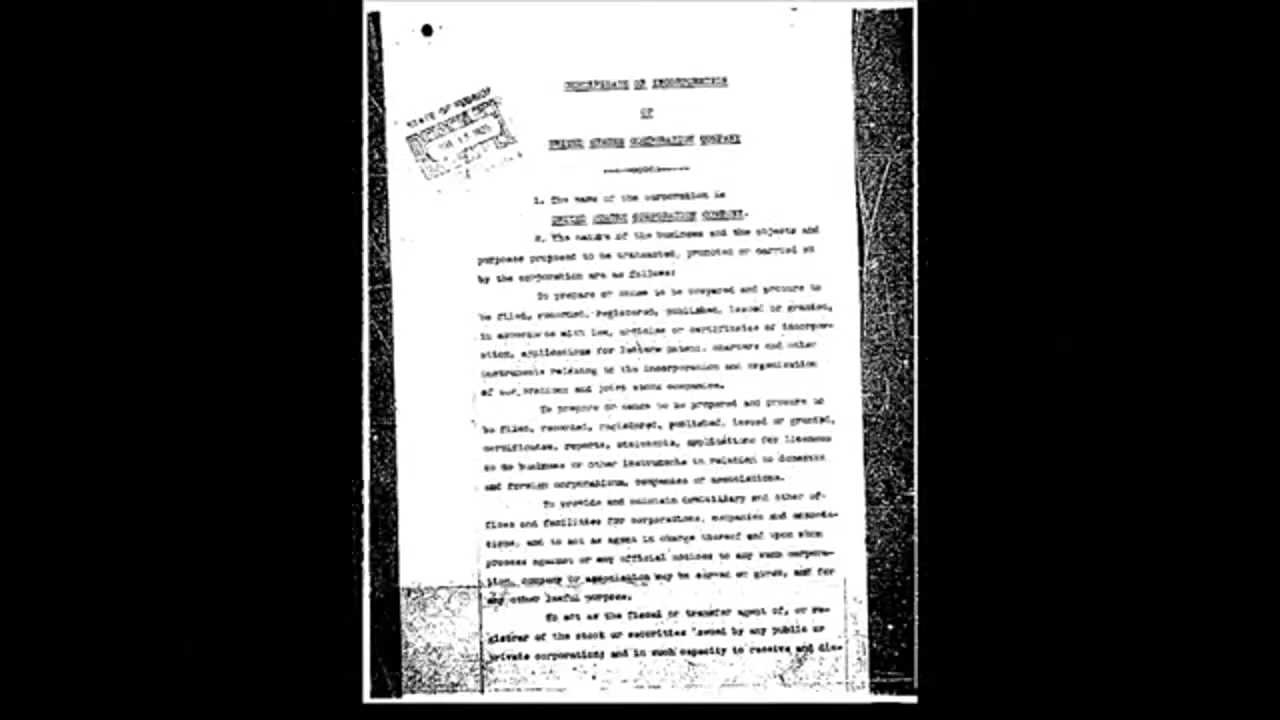 CERTIFICATE OF INCORPORATION
OF
UNITED STATES CORPORATION COMPANY
1. The name of the corporation is
UNITED STATES CORPORATION COMPANY.
2. The nature of the business and the objects and
purposes proposed to be transacted, promoted or carried on
by the corporation are as follows:
To prepare or cause to be prepared and procure to
be filed, recorded, registered, published, issued or granted,
in accordance with law, articles or certificates of incorpor-
ation, applications for letters patent, charters and other
instruments relating to the incorporation and organization
of corporations and joint stock companies.
To prepare or cause to be prepared and procure to
be filed, recorded, registered, published, issued or granted,
certificates, reports, statements, applications for licenses
to do business or other instruments in relation to domestic
and foreign corporations, companies or associations.
To provide and maintain domiciliary and other of-
fices and facilities for corporations, companies and associa-
tions, and to act as agent in charge thereof and upon whom
process against or any official notices to any such corpora-
tion, company or association may be served or given, and for
any other lawful purpose.
To act as the fiscal or transfer agent of, or re-
gistrar of the stock or securities issued by any public or
private corporation; and in such capacity to receive and dis-